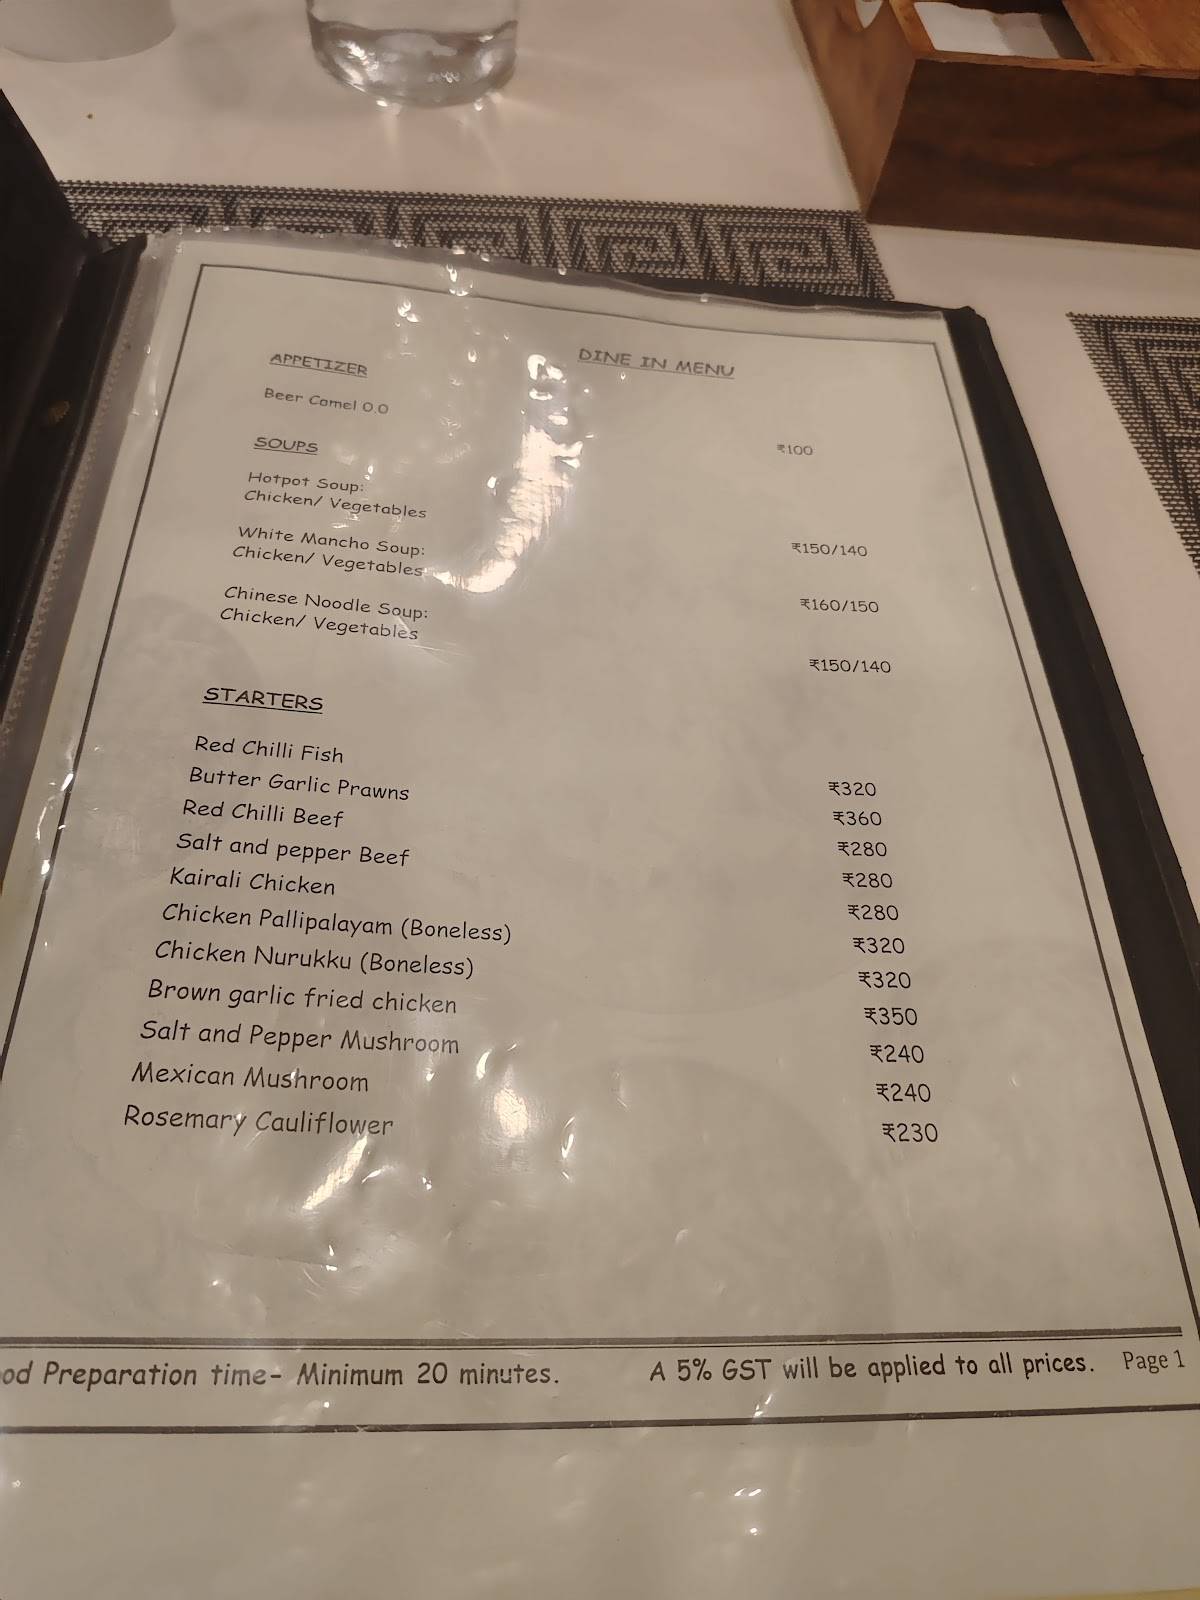 DINE IN MENU
APPETIZER
Beer Camel 0.0 ₹100
SOUPS
Hotpot Soup:
Chicken/ Vegetables ₹150/140
White Mancho Soup:
Chicken/ Vegetables ₹160/150
Chinese Noodle Soup:
Chicken/ Vegetables ₹150/140
STARTERS
Red Chilli Fish ₹320
Butter Garlic Prawns ₹360
Red Chilli Beef ₹280
Salt and pepper Beef ₹280
Kairali Chicken ₹280
Chicken Pallipalayam (Boneless) ₹320
Chicken Nurukku (Boneless) ₹320
Brown garlic fried chicken ₹350
Salt and Pepper Mushroom ₹240
Mexican Mushroom ₹240
Rosemary Cauliflower ₹230
od Preparation time- Minimum 20 minutes. A 5% GST will be applied to all prices. Page 1